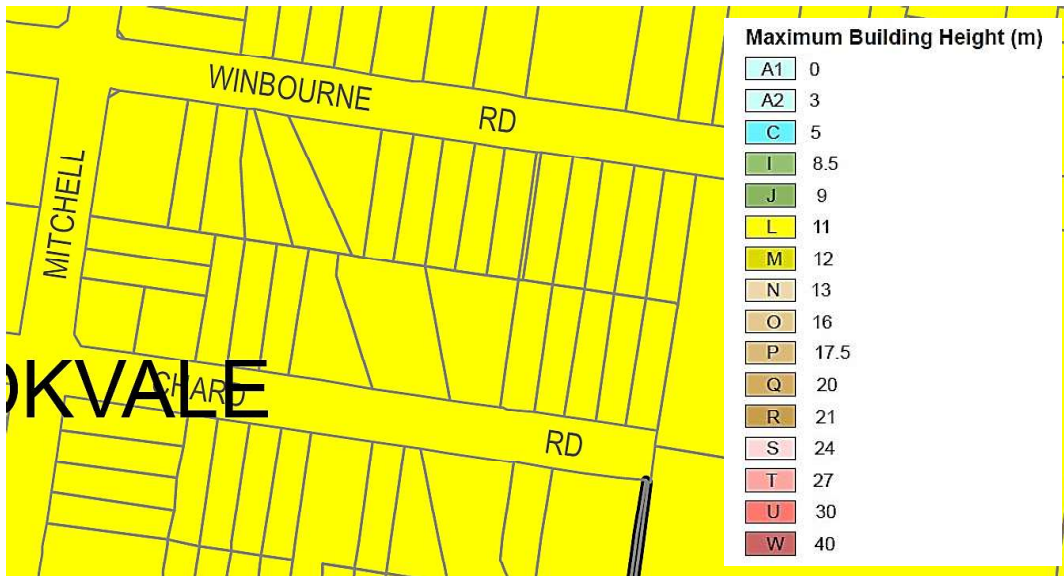 WINBOURNE RD
MITCHELL
OKVALE
CHARD
RD
Maximum Building Height (m)
A1 0
A2 3
C 5
I 8.5
J 9
L 11
M 12
N 13
O 16
P 17.5
Q 20
R 21
S 24
T 27
U 30
W 40